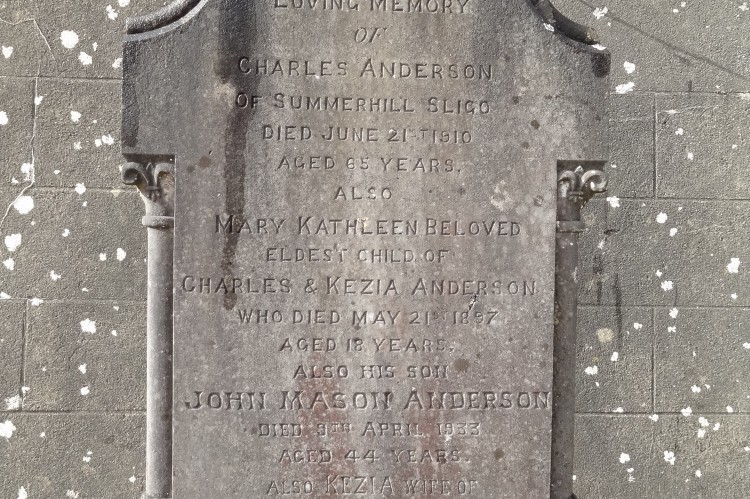 LOVING MEMORY
OF
CHARLES ANDERSON
OF SUMMERHILL SLIGO
DIED JUNE 21ST 1910
AGED 65 YEARS,
ALSO
MARY KATHLEEN BELOVED
ELDEST CHILD OF
CHARLES & KEZIA ANDERSON
WHO DIED MAY 21ST 1897
AGED 18 YEARS.
ALSO HIS SON
JOHN MASON ANDERSON
DIED 9TH APRIL 1933
AGED 44 YEARS.
ALSO KEZIA WIFE OF